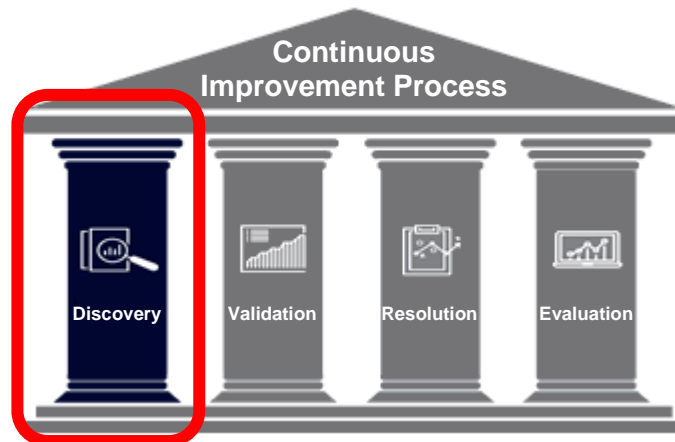 Continuous
Improvement Process
Discovery
Validation
Resolution
Evaluation